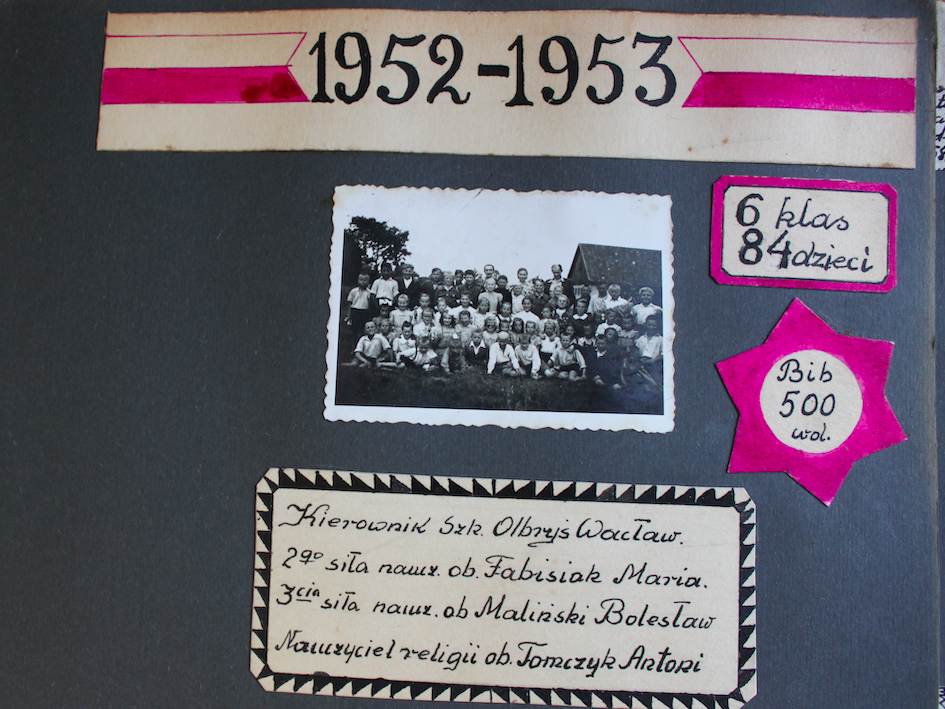 1952-1953
6 klas
84 dzieci
Bib
500
wol.
Kierownik Szk. Olbryś Wacław.
2go siła naucz. ob. Fabisiak Maria.
3cia siła naucz. ob Maliński Bolesław
Nauczyciel religii ob. Tomczyk Antoni